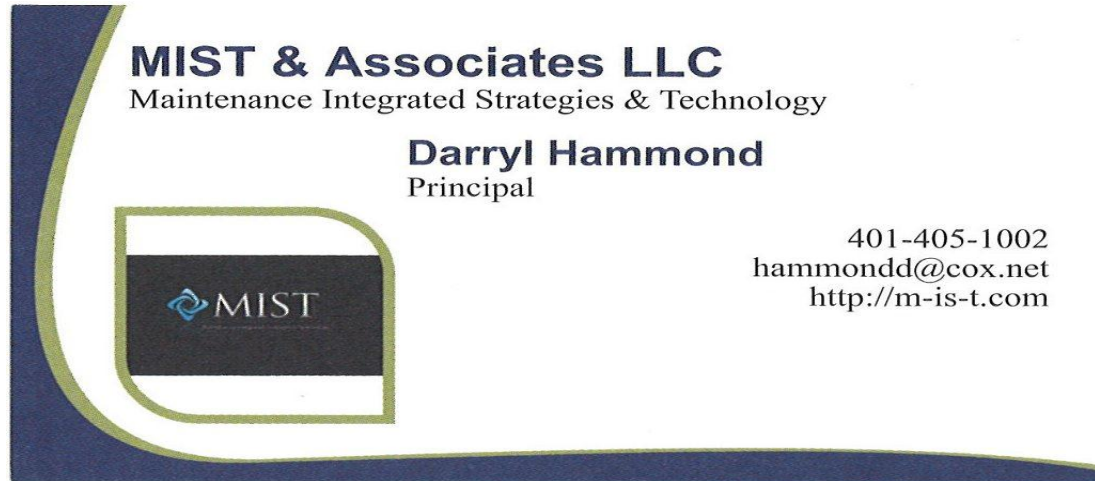 MIST & Associates LLC
Maintenance Integrated Strategies & Technology
Darryl Hammond
Principal
401-405-1002
hammondd@cox.net
http://m-is-t.com
MIST